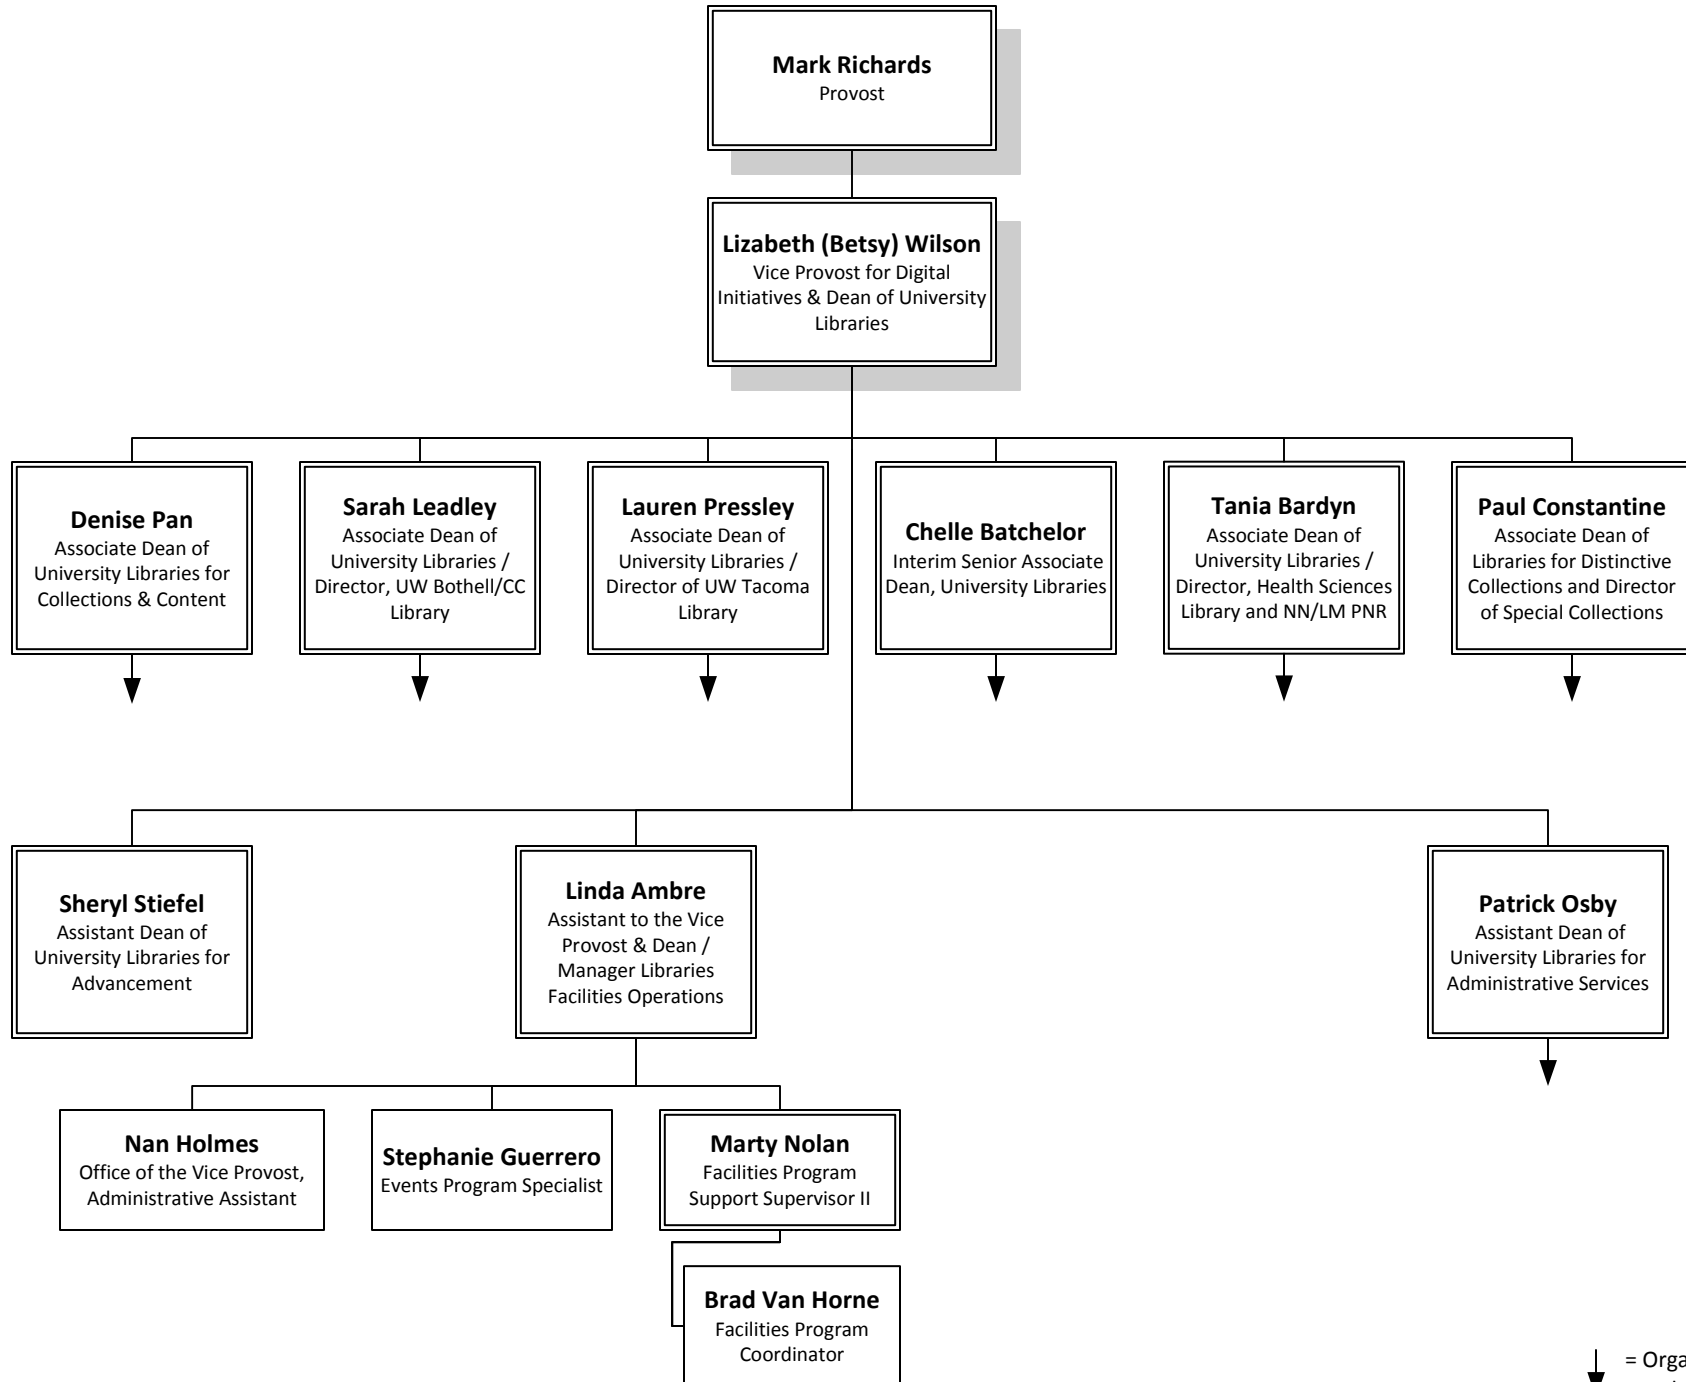 Mark Richards
Provost
Lizabeth (Betsy) Wilson
Vice Provost for Digital
Initiatives & Dean of University
Libraries
Denise Pan
Associate Dean of
University Libraries for
Collections & Content
Sarah Leadley
Associate Dean of
University Libraries /
Director, UW Bothell/CC
Library
Lauren Pressley
Associate Dean of
University Libraries /
Director of UW Tacoma
Library
Chelle Batchelor
Interim Senior Associate
Dean, University Libraries
Tania Bardyn
Associate Dean of
University Libraries /
Director, Health Sciences
Library and NN/LM PNR
Paul Constantine
Associate Dean of
Libraries for Distinctive
Collections and Director
of Special Collections
Sheryl Stiefel
Assistant Dean of
University Libraries for
Advancement
Linda Ambre
Assistant to the Vice
Provost & Dean /
Manager Libraries
Facilities Operations
Patrick Osby
Assistant Dean of
University Libraries for
Administrative Services
Nan Holmes
Office of the Vice Provost,
Administrative Assistant
Stephanie Guerrero
Events Program Specialist
Marty Nolan
Facilities Program
Support Supervisor II
Brad Van Horne
Facilities Program
Coordinator
= Orga